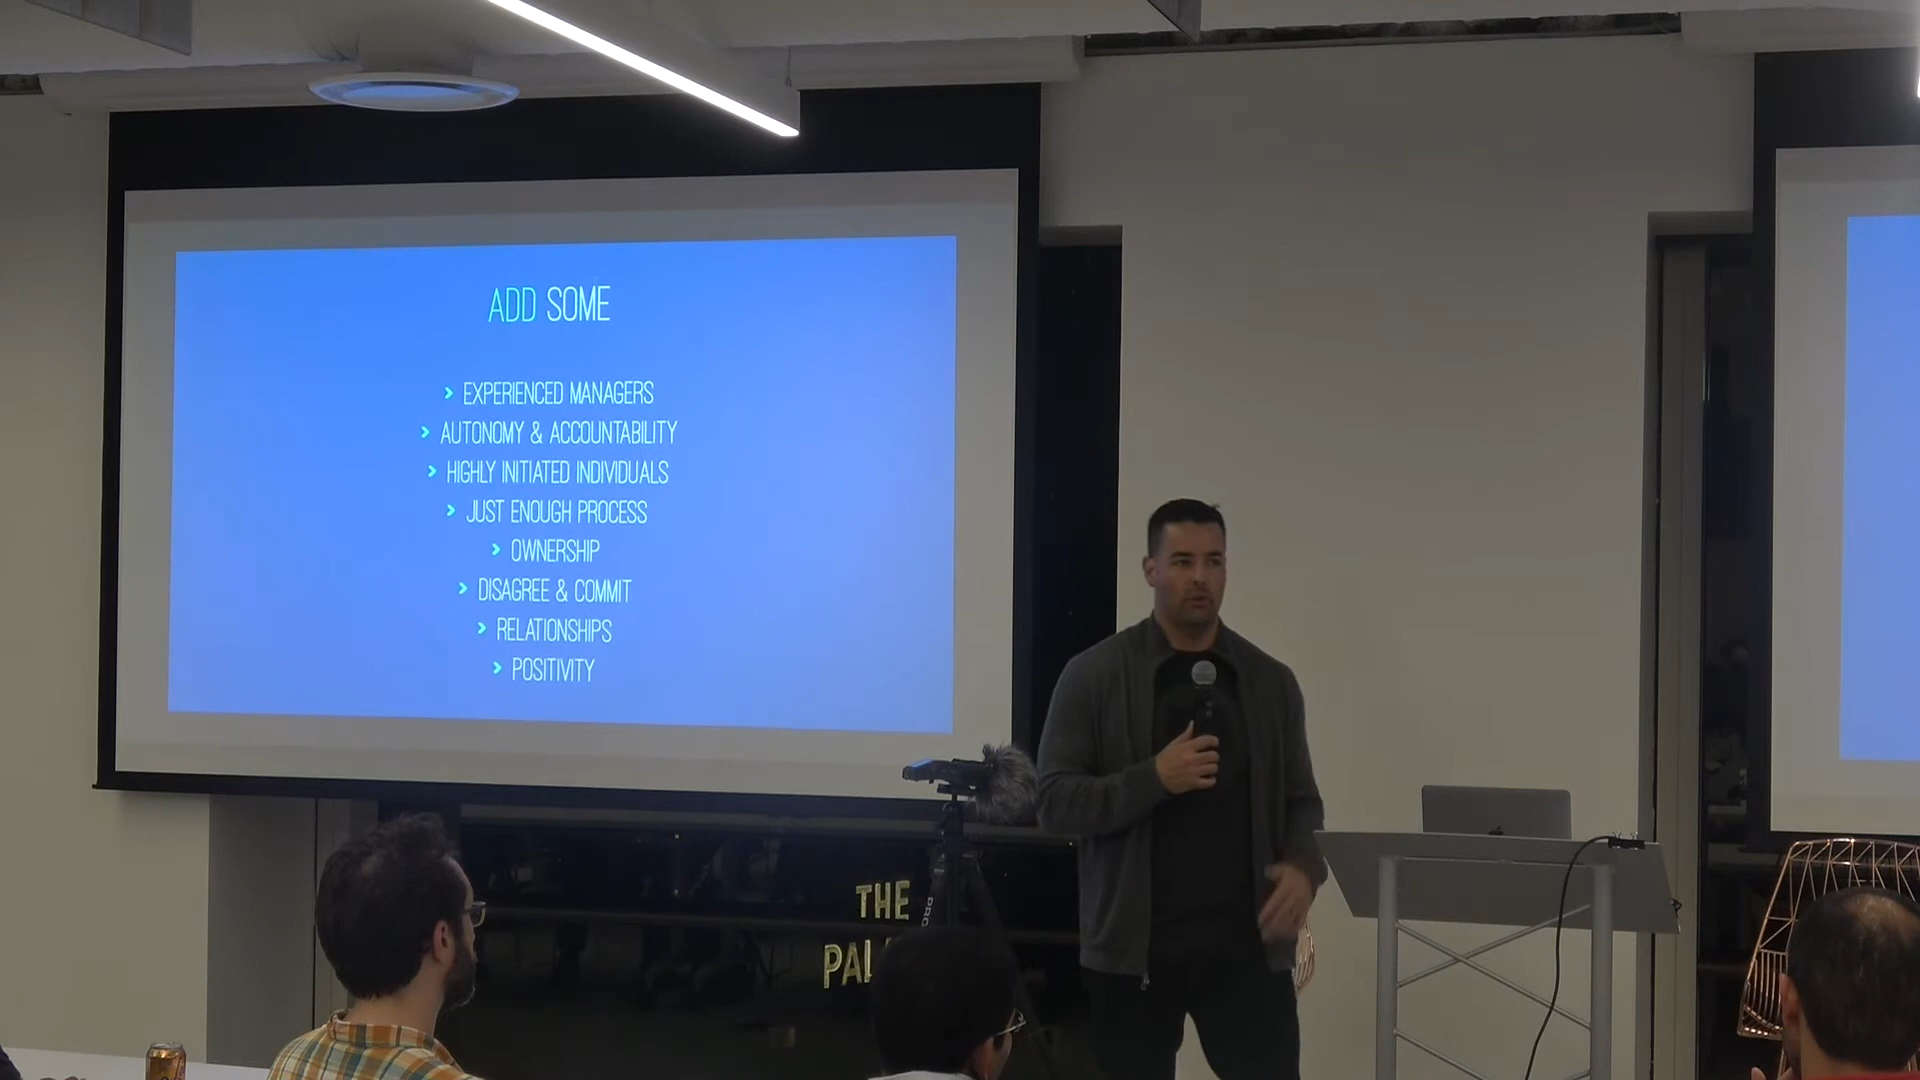 ADD SOME
> EXPERIENCED MANAGERS
> AUTONOMY & ACCOUNTABILITY
> HIGHLY INITIATED INDIVIDUALS
> JUST ENOUGH PROCESS
> OWNERSHIP
> DISAGREE & COMMIT
> RELATIONSHIPS
> POSITIVITY
THE